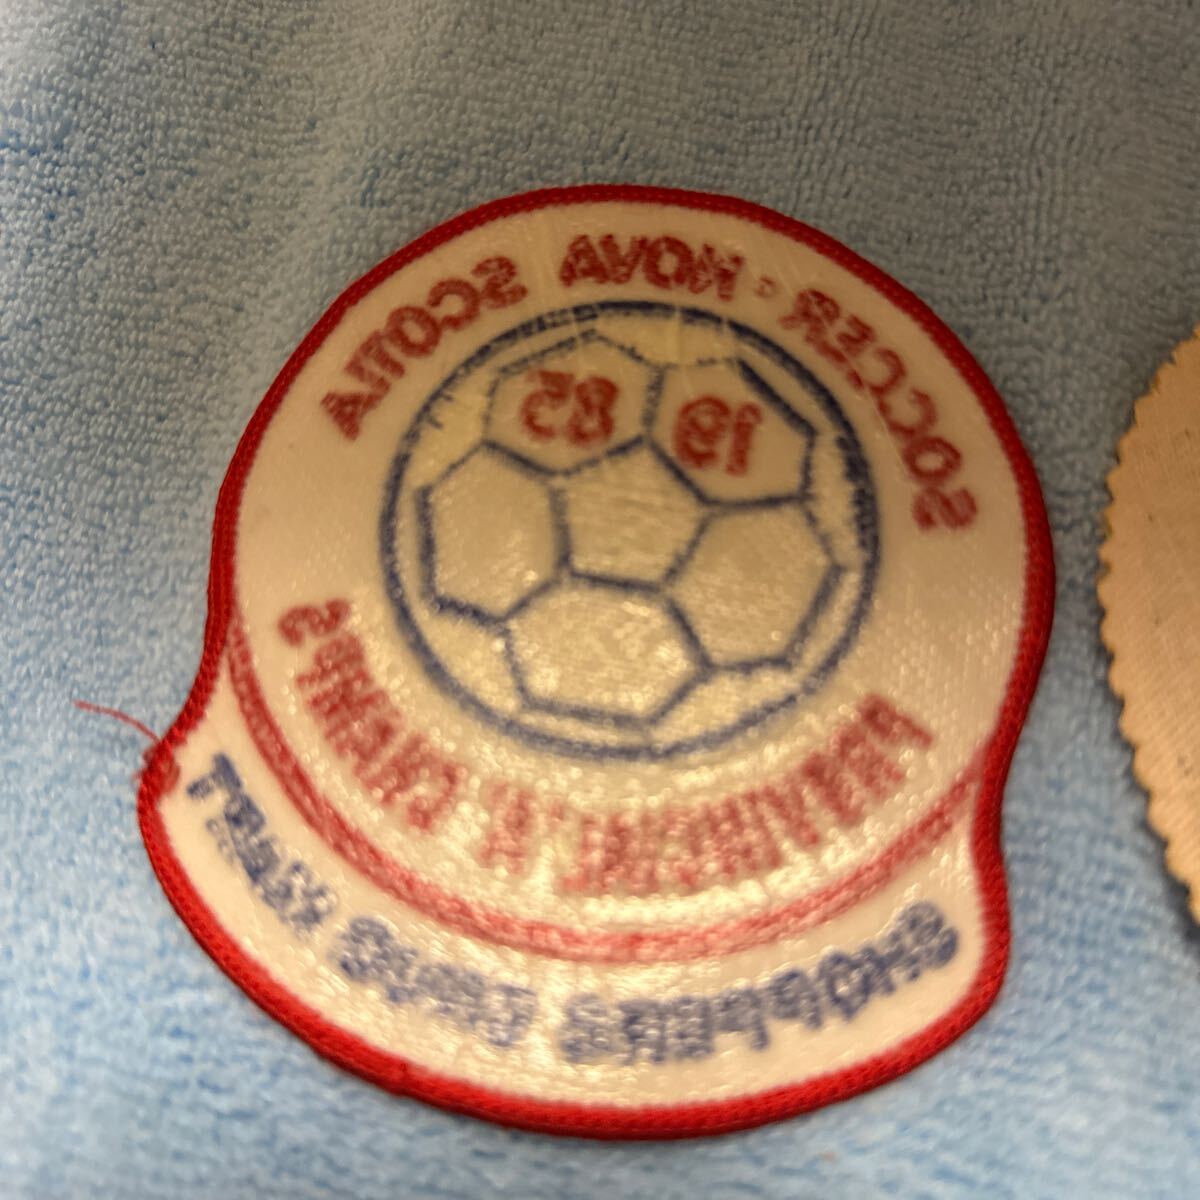 SOCCER · NOVA SCOTIA
19 85
PROVINCIAL CHAMPS
SHOPPERS DRUG MART